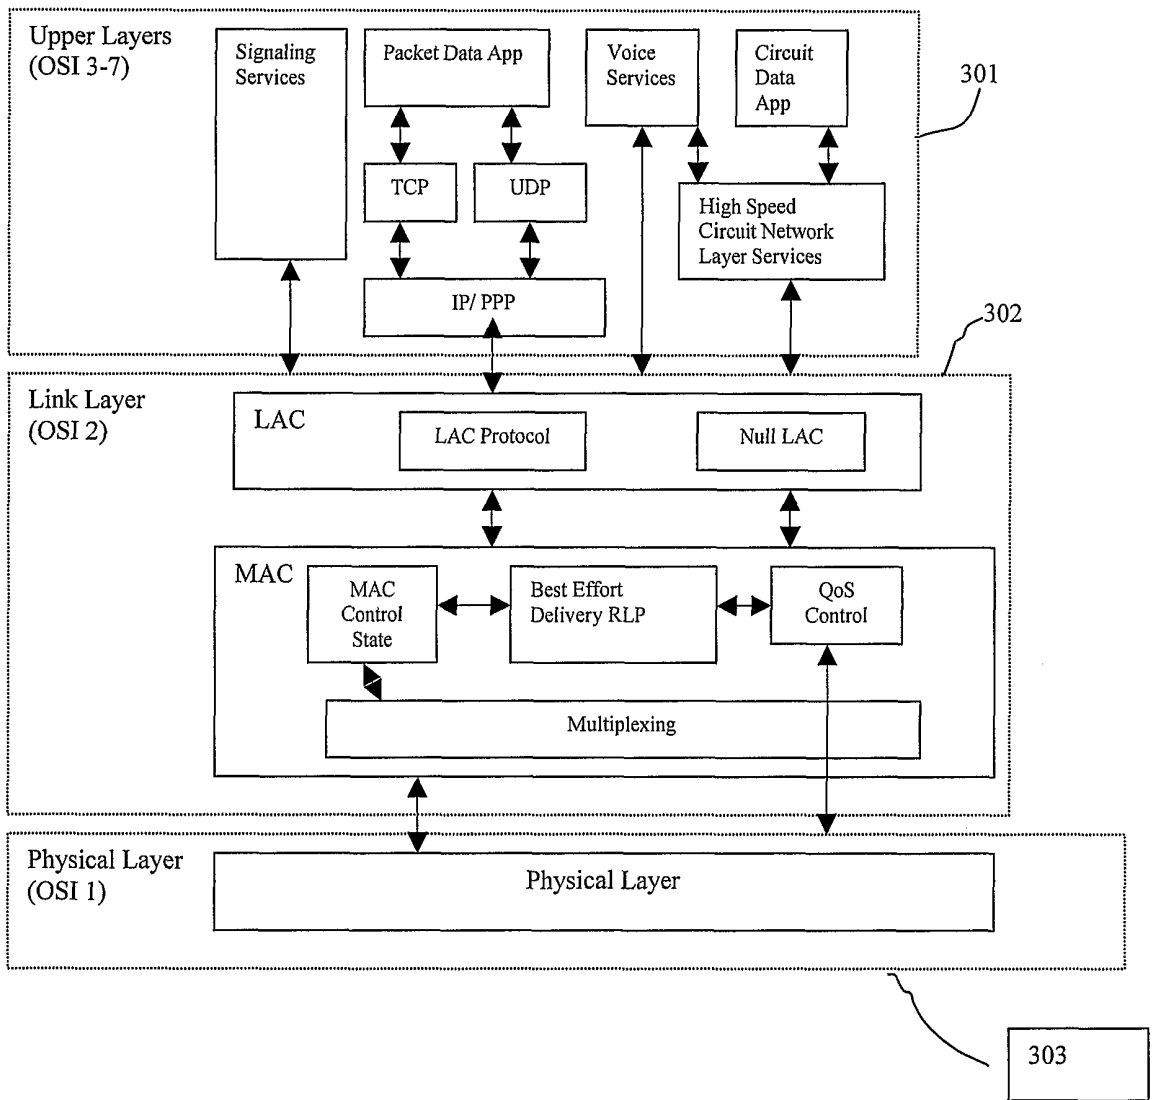 Upper Layers
(OSI 3-7)
Signaling
Services
Packet Data App
Voice
Services
Circuit
Data
App
301
TCP
UDP
High Speed
Circuit Network
Layer Services
IP/ PPP
302
Link Layer
(OSI 2)
LAC
LAC Protocol
Null LAC
MAC
MAC
Control
State
Best Effort
Delivery RLP
QoS
Control
Multiplexing
Physical Layer
(OSI 1)
Physical Layer
303